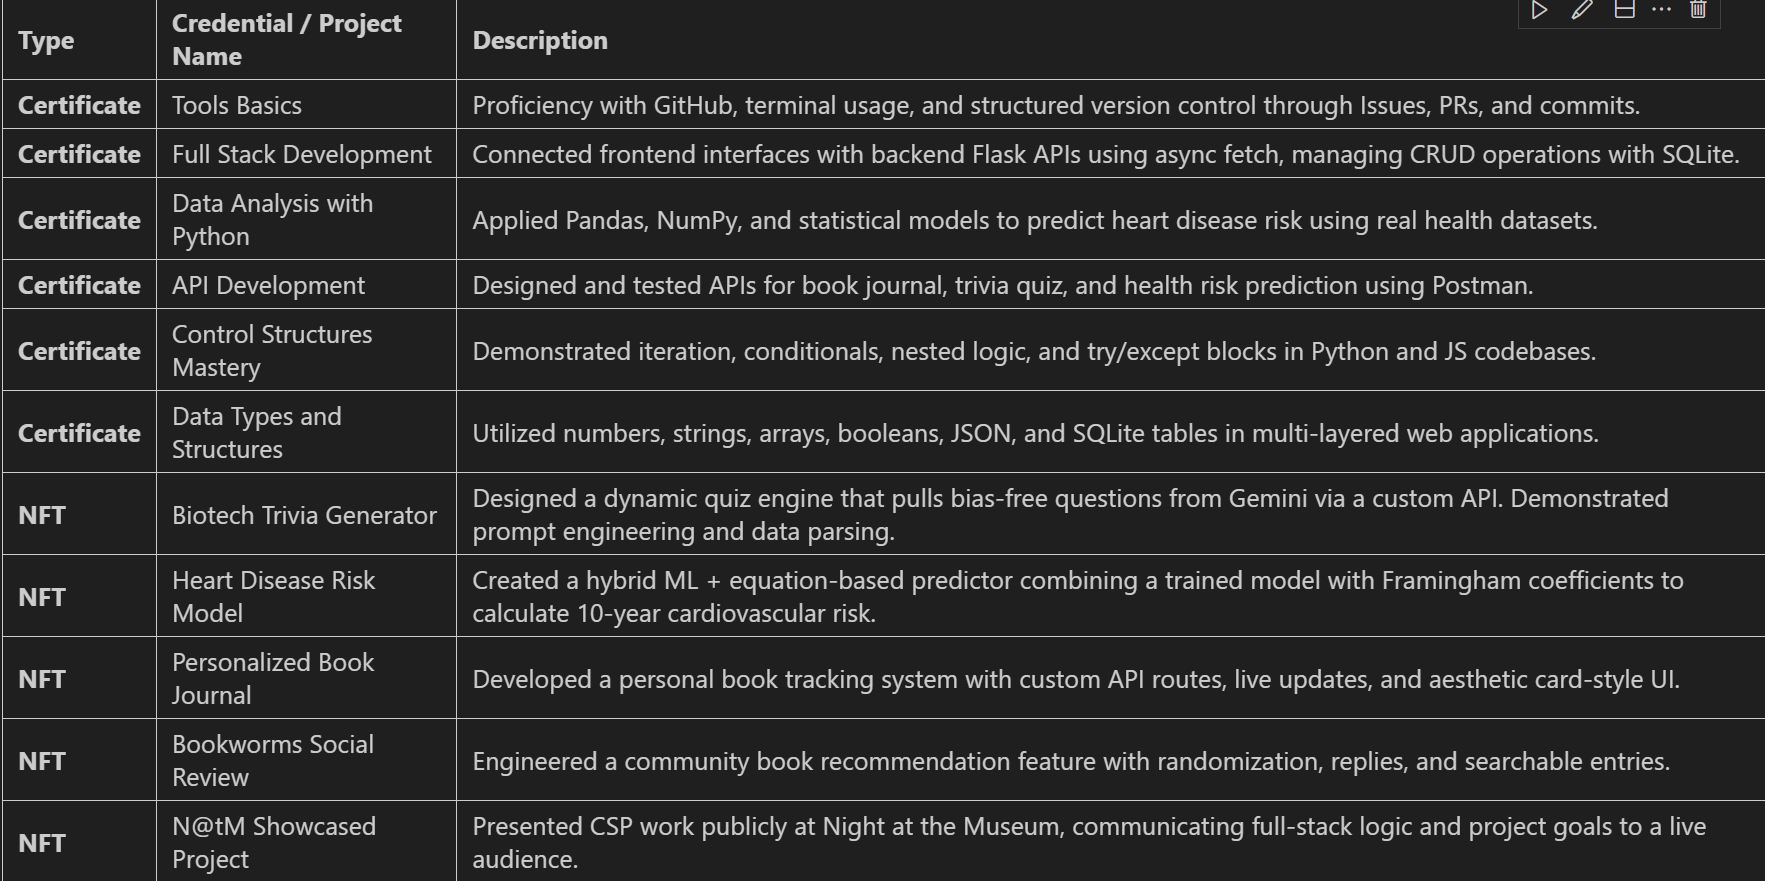 Type
Credential / Project
Name
Description
Certificate
Tools Basics
Proficiency with GitHub, terminal usage, and structured version control through Issues, PRs, and commits.
Certificate
Full Stack Development
Connected frontend interfaces with backend Flask APIs using async fetch, managing CRUD operations with SQLite.
Certificate
Data Analysis with
Python
Applied Pandas, NumPy, and statistical models to predict heart disease risk using real health datasets.
Certificate
API Development
Designed and tested APIs for book journal, trivia quiz, and health risk prediction using Postman.
Certificate
Control Structures
Mastery
Demonstrated iteration, conditionals, nested logic, and try/except blocks in Python and JS codebases.
Certificate
Data Types and
Structures
Utilized numbers, strings, arrays, booleans, JSON, and SQLite tables in multi-layered web applications.
NFT
Biotech Trivia Generator
Designed a dynamic quiz engine that pulls bias-free questions from Gemini via a custom API. Demonstrated
prompt engineering and data parsing.
NFT
Heart Disease Risk
Model
Created a hybrid ML + equation-based predictor combining a trained model with Framingham coefficients to
calculate 10-year cardiovascular risk.
NFT
Personalized Book
Journal
Developed a personal book tracking system with custom API routes, live updates, and aesthetic card-style UI.
NFT
Bookworms Social
Review
Engineered a community book recommendation feature with randomization, replies, and searchable entries.
NFT
N@tM Showcased
Project
Presented CSP work publicly at Night at the Museum, communicating full-stack logic and project goals to a live
audience.